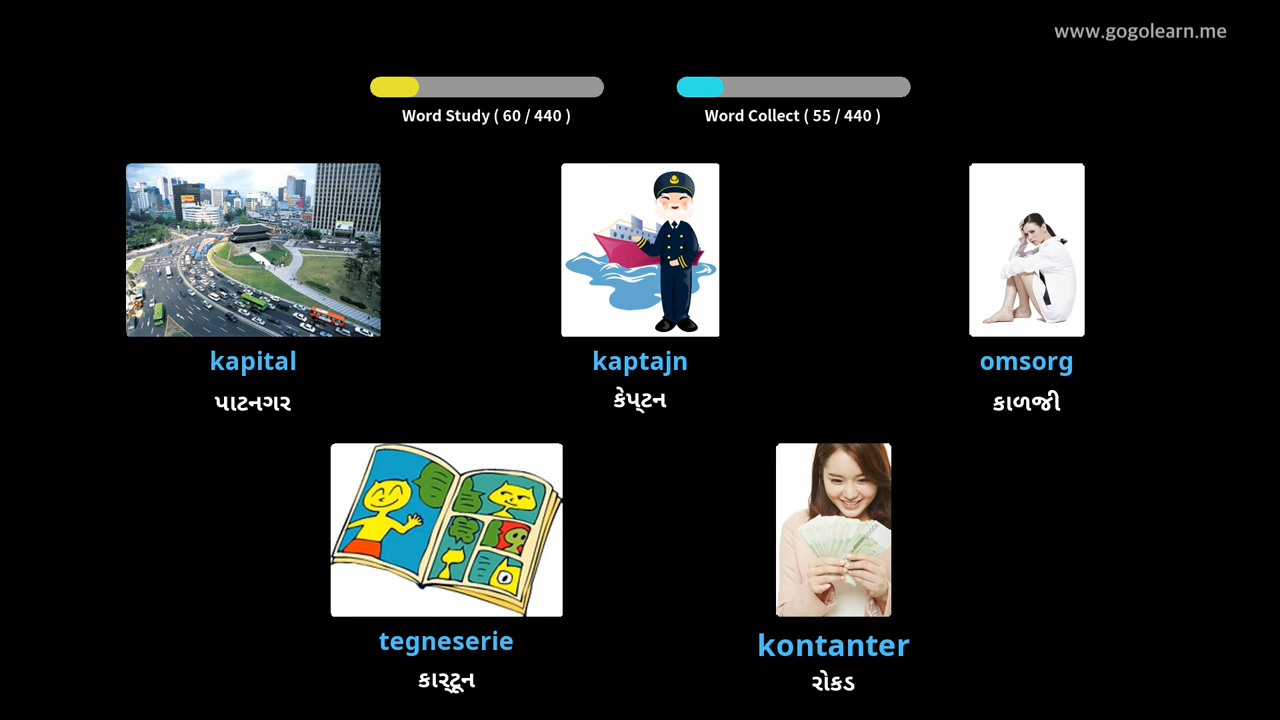 www.gogolearn.me
Word Study ( 60 / 440 )
Word Collect ( 55 / 440 )
kapital
kaptajn
omsorg
પાટનગર
કેપ્ટન
કાળજી
tegneserie
kontanter
કાર્ટૂન
રોકડ